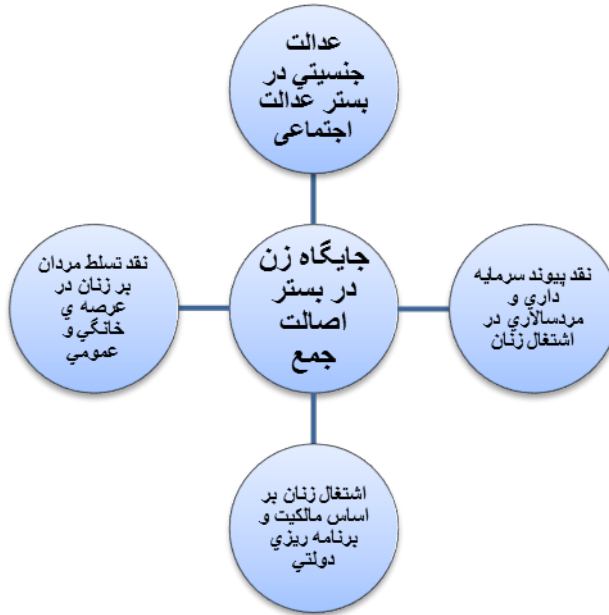 عدالت
جنسيتي در
بستر عدالت
اجتماعی
نقد پيوند سرمايه
داري و
مردسالاري در
اشتغال زنان
جايگاه زن
در بستر
اصالت
جمع
نقد تسلط مردان
بر زنان در
عرصه ي
خانگي و
عمومي
اشتغال زنان بر
اساس مالكيت و
برنامه ريزي
دولتي